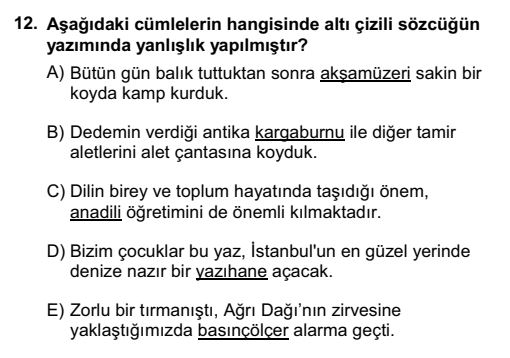 12. Aşağıdaki cümlelerin hangisinde altı çizili sözcüğün
yazımında yanlışlık yapılmıştır?
A) Bütün gün balık tuttuktan sonra akşamüzeri sakin bir
koyda kamp kurduk.
B) Dedemin verdiği antika kargaburnu ile diğer tamir
aletlerini alet çantasına koyduk.
C) Dilin birey ve toplum hayatında taşıdığı önem,
anadili öğretimini de önemli kılmaktadır.
D) Bizim çocuklar bu yaz, İstanbul'un en güzel yerinde
denize nazır bir yazıhane açacak.
E) Zorlu bir tırmanıştı, Ağrı Dağı’nın zirvesine
yaklaştığımızda basınçölçer alarma geçti.